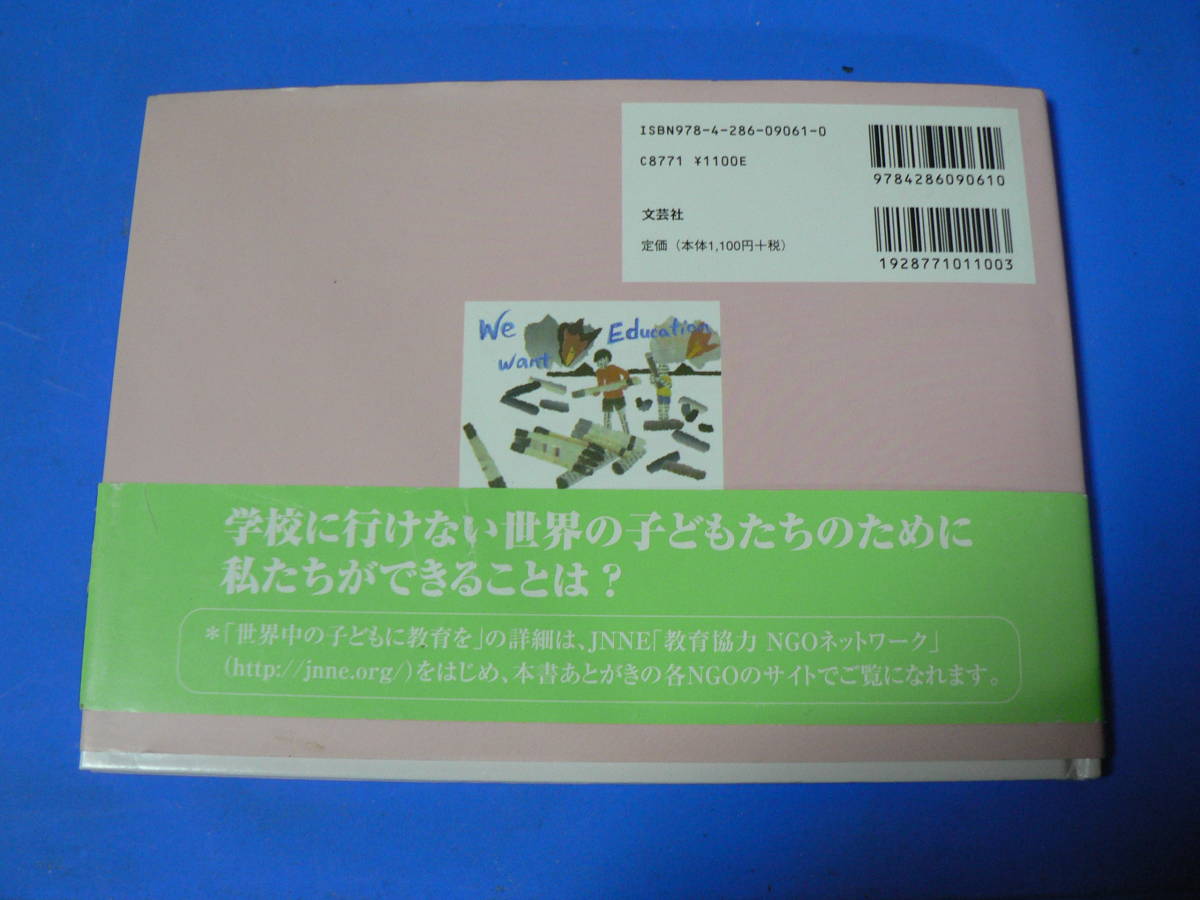 ISBN978-4-286-09061-0
C8771 ¥1100E
9784286090610
文芸社
定価（本体1,100円＋税）
1928771011003
We Education
want
学校に行けない世界の子どもたちのために
私たちができることは？
＊「世界中の子どもに教育を」の詳細は、JNNE「教育協力 NGOネットワーク」
(http://jnne.org/)をはじめ、本書あとがきの各NGOのサイトでご覧になれます。